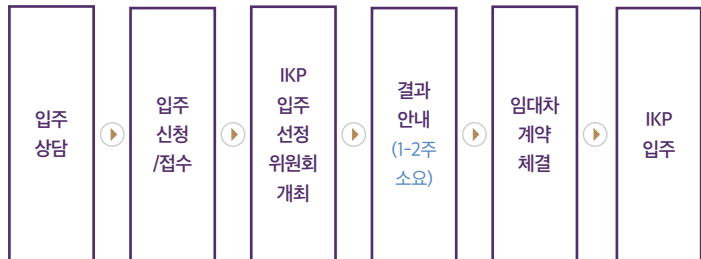 입주
상담
입주
신청
/접수
IKP
입주
선정
위원회
개최
결과
안내
(1-2주
소요)
임대차
계약
체결
IKP
입주